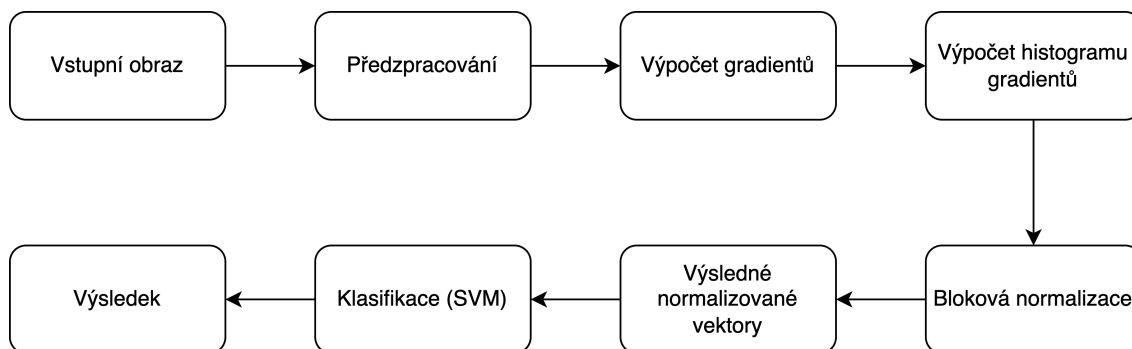 Vstupní obraz
Předzpracování
Výpočet gradientů
Výpočet histogramu
gradientů
Bloková normalizace
Výsledné
normalizované
vektory
Klasifikace (SVM)
Výsledek